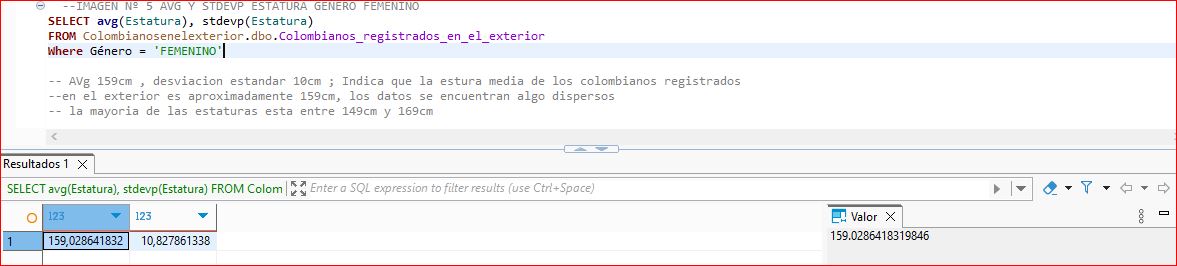 --IMAGEN Nº 5 AVG Y STDEVP ESTATURA GENERO FEMENINO
SELECT avg(Estatura), stdevp(Estatura)
FROM Colombianosenelexterior.dbo.Colombianos_registrados_en_el_exterior
Where Género = 'FEMENINO'
-- AVg 159cm , desviacion estandar 10cm ; Indica que la estura media de los colombianos registrados
--en el exterior es aproximadamente 159cm, los datos se encuentran algo dispersos
-- la mayoria de las estaturas esta entre 149cm y 169cm
Resultados 1
SELECT avg(Estatura), stdevp(Estatura) FROM Colom
Enter a SQL expression to filter results (use Ctrl+Space)
123 123
Valor
1 159,028641832 10,827861338
159.0286418319846